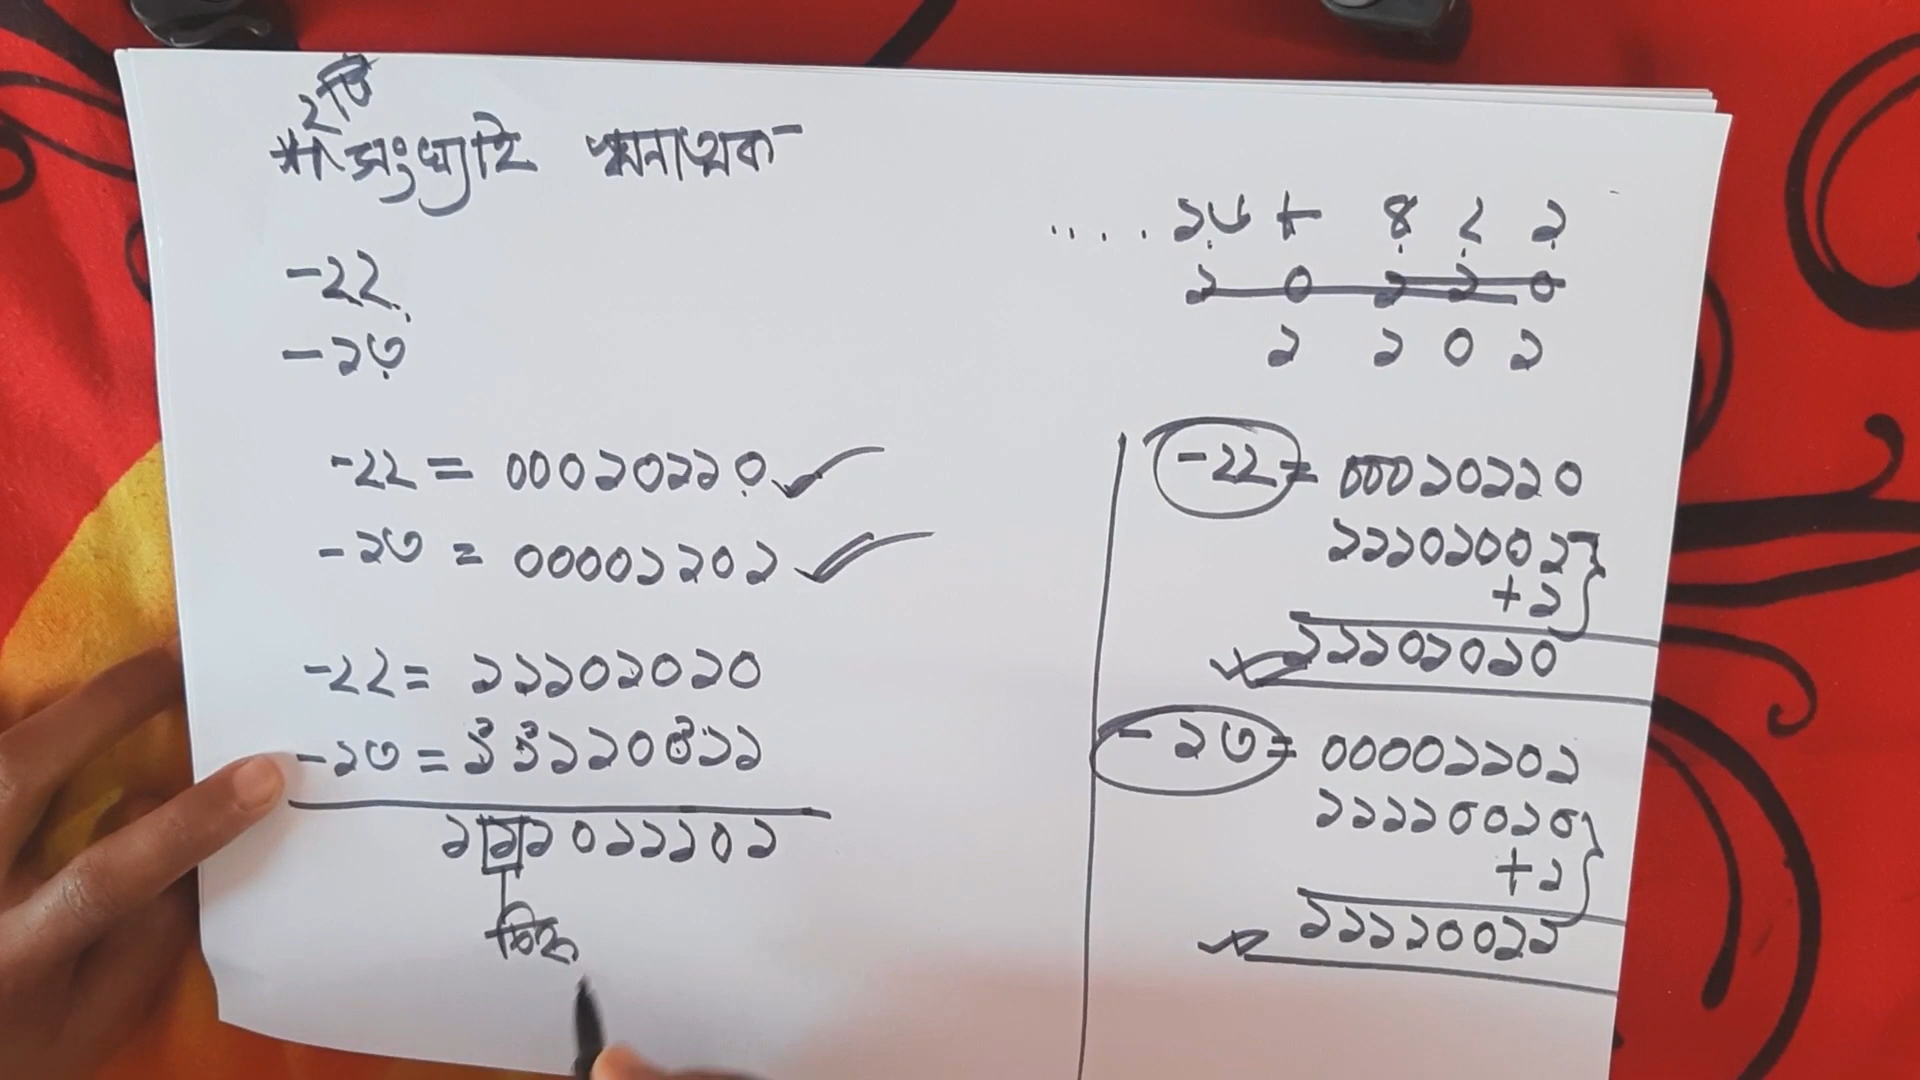 ২টি
সংখ্যাই ঋনাত্মক
-২২
-১৩
.... ১৬ ৮ ৪ ২ ১
১ ০ ১ ১ ০
১ ১ ০ ১
-২২ = ০০০১০১১০
-১৩ = ০০০০১১০১
-২২ = ১১১০১০১০
-১৩ = ১১১১০০১১
১১১০১১১০১
চিহ্ন
-২২ = ০০০১০১১০
১১১০১০০১
+১
১১১০১০১০
-১৩ = ০০০০১১০১
১১১১০০১০
+১
১১১১০০১১